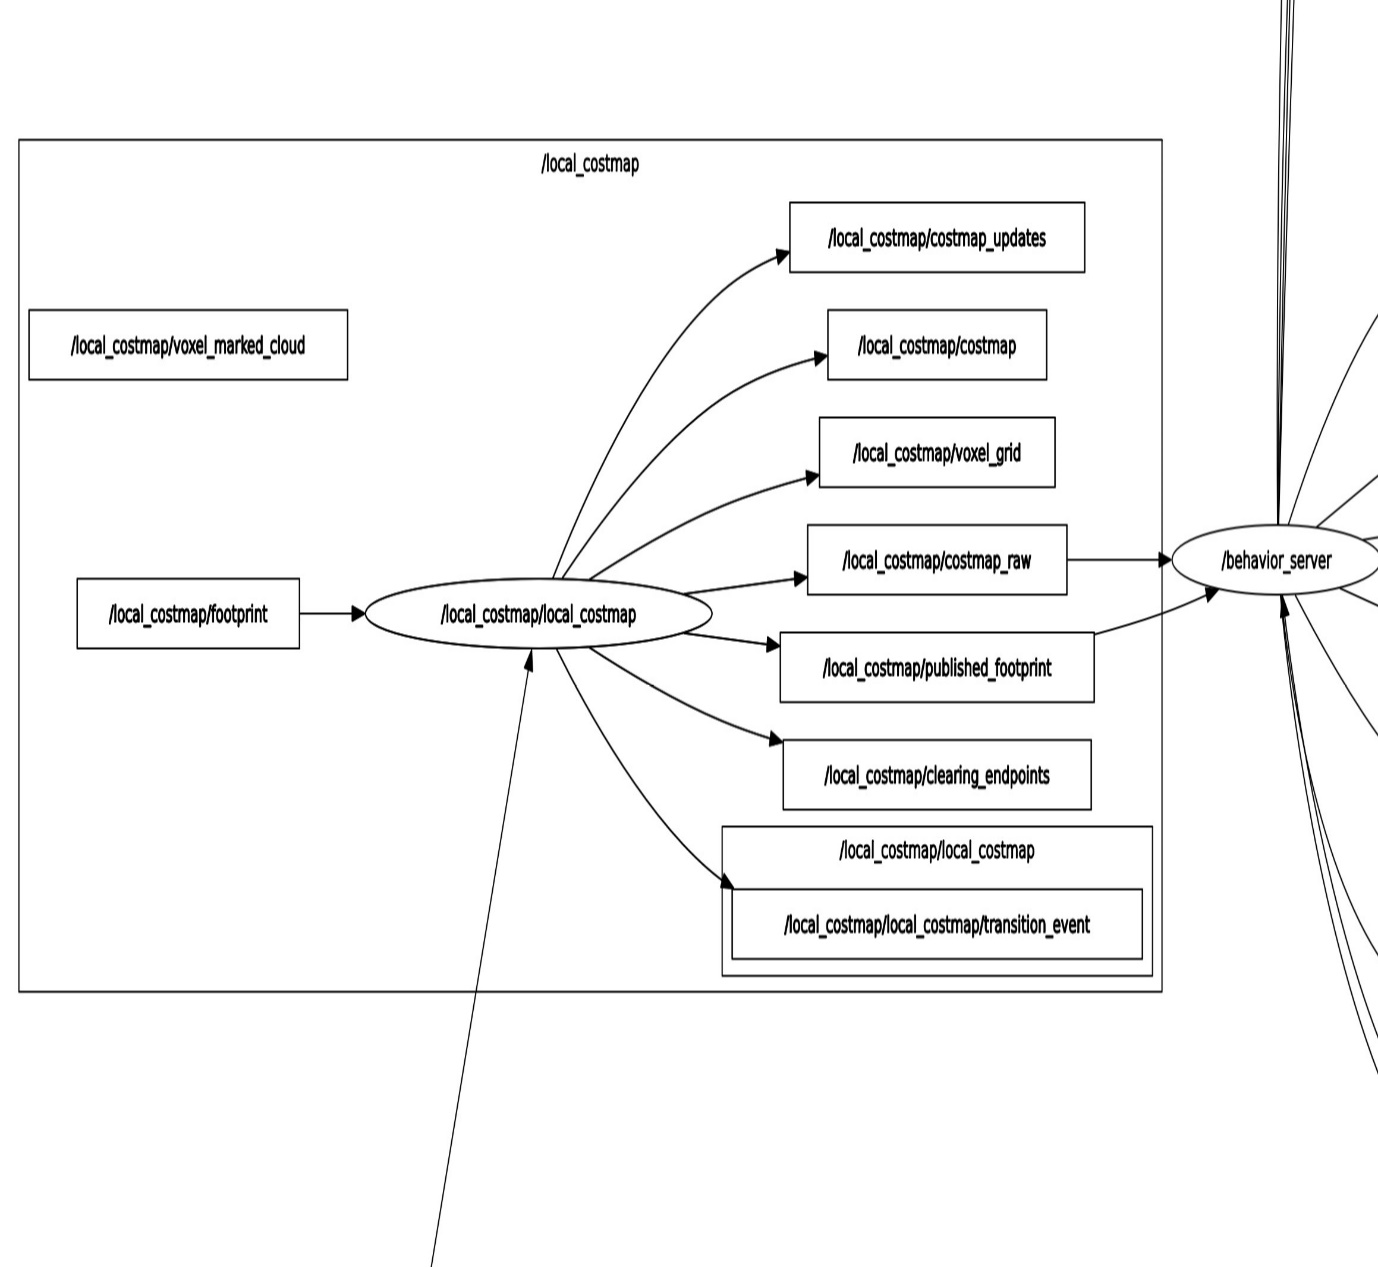 /local_costmap
/local_costmap/costmap_updates
/local_costmap/voxel_marked_cloud
/local_costmap/costmap
/local_costmap/voxel_grid
/local_costmap/costmap_raw
/behavior_server
/local_costmap/footprint
/local_costmap/local_costmap
/local_costmap/published_footprint
/local_costmap/clearing_endpoints
/local_costmap/local_costmap
/local_costmap/local_costmap/transition_event